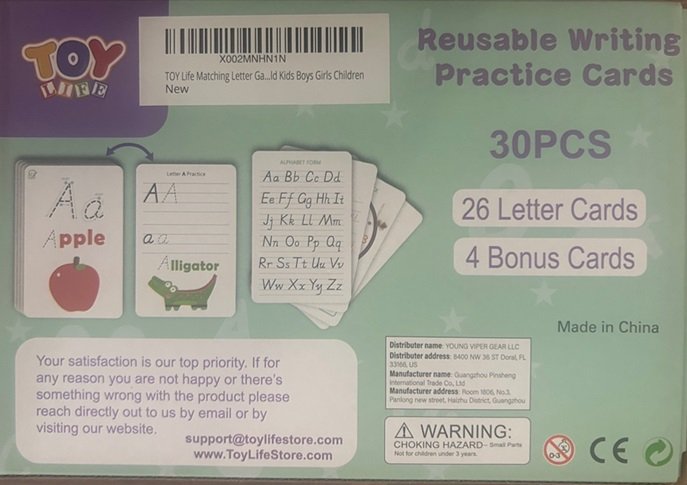 TOY
LIFE
X002MNHN1N
TOY Life Matching Letter Ga...ld Kids Boys Girls Children
New
Reusable Writing
Practice Cards
30PCS
26 Letter Cards
4 Bonus Cards
A a
Apple
Letter A Practice
A A
a a
Alligator
ALPHABET FORM
Aa Bb Cc Dd
Ee Ff Gg Hh Ii
Jj Kk Ll Mm
Nn Oo Pp Qq
Rr Ss Tt Uu Vv
Ww Xx Yy Zz
Made in China
Your satisfaction is our top priority. If for
any reason you are not happy or there's
something wrong with the product please
reach directly out to us by email or by
visiting our website.
support@toylifestore.com
www.ToyLifeStore.com
Distributor name: YOUNG VIPER GEAR LLC
Distributor address: 8400 NW 36 ST Doral, FL
33166, US
Manufacturer name: Guangzhou Pinsheng
International Trade Co., Ltd
Manufacturer address: Room 1806, No.3,
Panlong new street, Haizhu District, Guangzhou
WARNING:
CHOKING HAZARD-- Small Parts
Not for children under 3 years.
0-3
CE